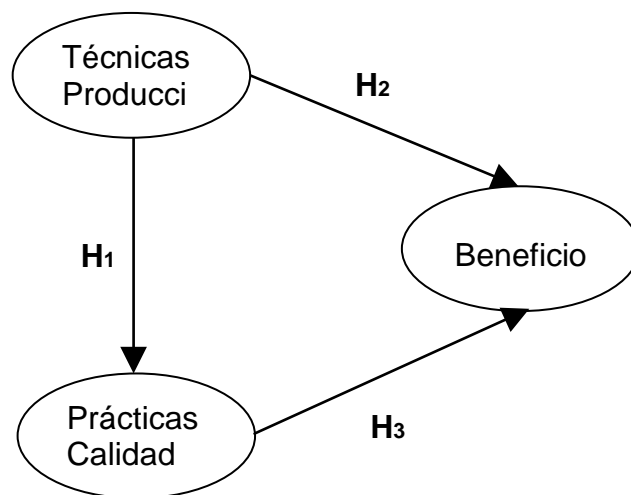 Técnicas
Producci
H2
H1
Beneficio
Prácticas
Calidad
H3